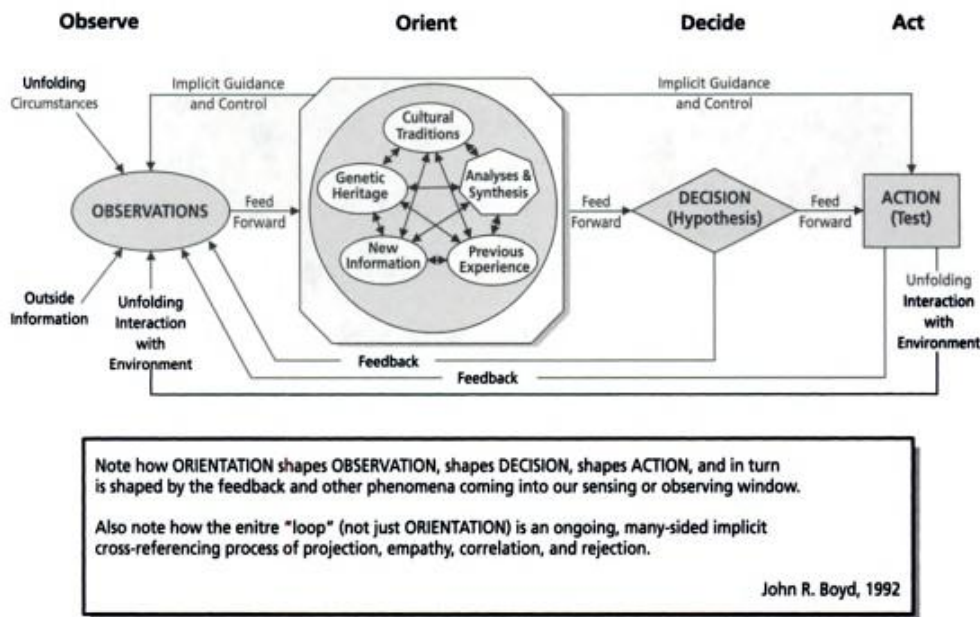 Observe
Orient
Decide
Act
Unfolding
Circumstances
Implicit Guidance
and Control
Cultural
Traditions
Genetic
Heritage
Analyses &
Synthesis
New
Information
Previous
Experience
Implicit Guidance
and Control
OBSERVATIONS
Feed
Forward
Feed
Forward
DECISION
(Hypothesis)
Feed
Forward
ACTION
(Test)
Outside
Information
Unfolding
Interaction
with
Environment
Unfolding
Interaction
with
Environment
Feedback
Feedback
Note how ORIENTATION shapes OBSERVATION, shapes DECISION, shapes ACTION, and in turn
is shaped by the feedback and other phenomena coming into our sensing or observing window.
Also note how the enitre "loop" (not just ORIENTATION) is an ongoing, many-sided implicit
cross-referencing process of projection, empathy, correlation, and rejection.
John R. Boyd, 1992